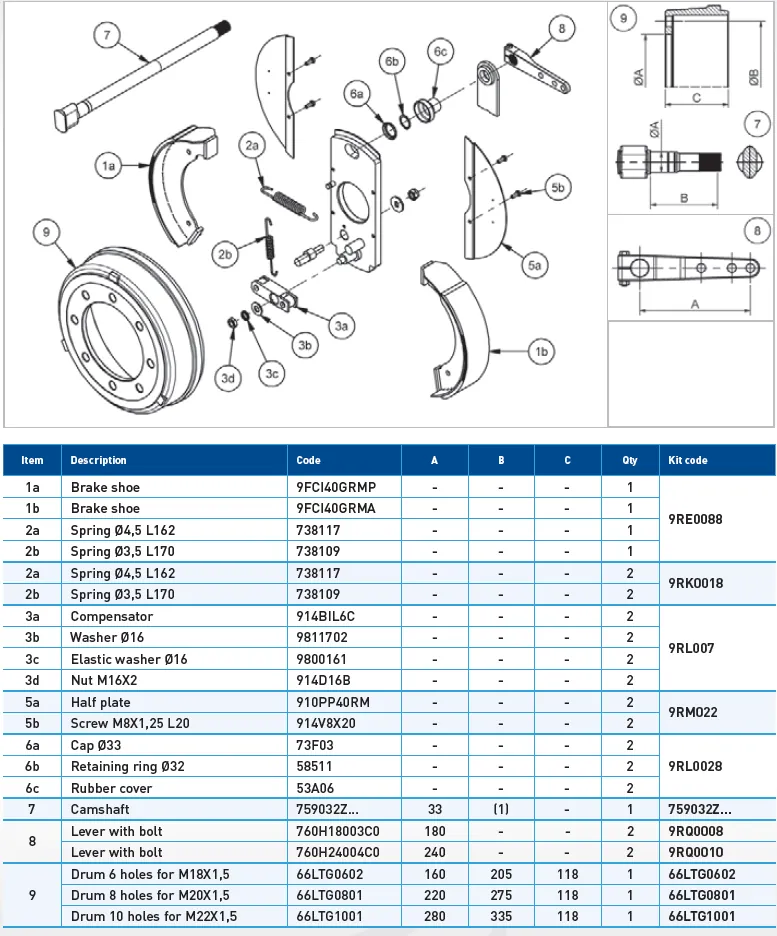 7
8
6c
6b
6a
2a
1a
5b
2b
5a
9
3a
3b
3c
3d
1b
9
ØA
ØB
C
7
ØA
B
8
A
Item Description Code A B C Qty Kit code
1a Brake shoe 9FCI40GRMP - - - 1
1b Brake shoe 9FCI40GRMA - - - 1
9RE0088
2a Spring Ø4,5 L162 738117 - - - 1
2b Spring Ø3,5 L170 738109 - - - 1
2a Spring Ø4,5 L162 738117 - - - 2
9RK0018
2b Spring Ø3,5 L170 738109 - - - 2
3a Compensator 914BIL6C - - - 2
3b Washer Ø16 9811702 - - - 2
9RL007
3c Elastic washer Ø16 9800161 - - - 2
3d Nut M16X2 914D16B - - - 2
5a Half plate 910PP40RM - - - 2
9RM022
5b Screw M8X1,25 L20 914V8X20 - - - 2
6a Cap Ø33 73F03 - - - 2
6b Retaining ring Ø32 58511 - - - 2 9RL0028
6c Rubber cover 53A06 - - - 2
7 Camshaft 759032Z... 33 (1) - 1 759032Z...
8
Lever with bolt 760H18003C0 180 - - 2 9RQ0008
Lever with bolt 760H24004C0 240 - - 2 9RQ0010
Drum 6 holes for M18X1,5 66LTG0602 160 205 118 1 66LTG0602
9 Drum 8 holes for M20X1,5 66LTG0801 220 275 118 1 66LTG0801
Drum 10 holes for M22X1,5 66LTG1001 280 335 118 1 66LTG1001